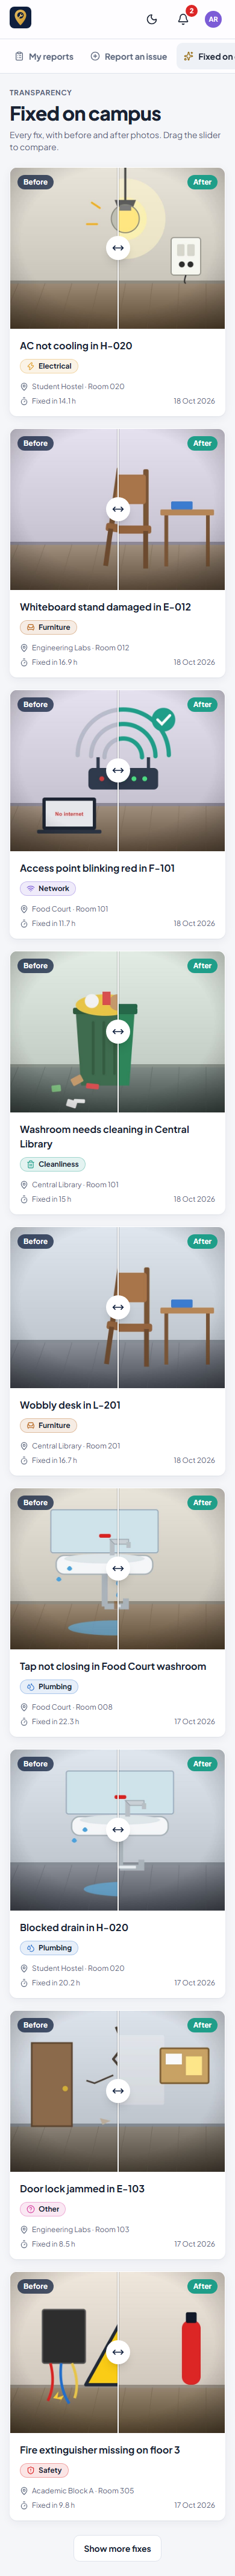 2
AR
My reports
Report an issue
Fixed on
TRANSPARENCY
Fixed on campus
Every fix, with before and after photos. Drag the slider
to compare.
Before
After
AC not cooling in H-020
Electrical
Student Hostel · Room 020
Fixed in 14.1 h
18 Oct 2026
Before
After
Whiteboard stand damaged in E-012
Furniture
Engineering Labs · Room 012
Fixed in 16.9 h
18 Oct 2026
Before
After
No internet
Access point blinking red in F-101
Network
Food Court · Room 101
Fixed in 11.7 h
18 Oct 2026
Before
After
Washroom needs cleaning in Central
Library
Cleanliness
Central Library · Room 101
Fixed in 15 h
18 Oct 2026
Before
After
Wobbly desk in L-201
Furniture
Central Library · Room 201
Fixed in 16.7 h
18 Oct 2026
Before
After
Tap not closing in Food Court washroom
Plumbing
Food Court · Room 008
Fixed in 22.3 h
17 Oct 2026
Before
After
Blocked drain in H-020
Plumbing
Student Hostel · Room 020
Fixed in 20.2 h
17 Oct 2026
Before
After
Door lock jammed in E-103
Other
Engineering Labs · Room 103
Fixed in 8.5 h
17 Oct 2026
Before
After
Fire extinguisher missing on floor 3
Safety
Academic Block A · Room 305
Fixed in 9.8 h
17 Oct 2026
Show more fixes